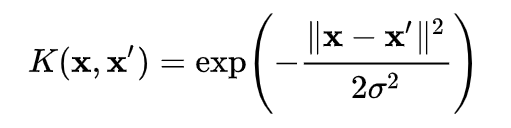 K(𝐱, 𝐱′) = exp(−‖𝐱 − 𝐱′‖² / 2σ²)